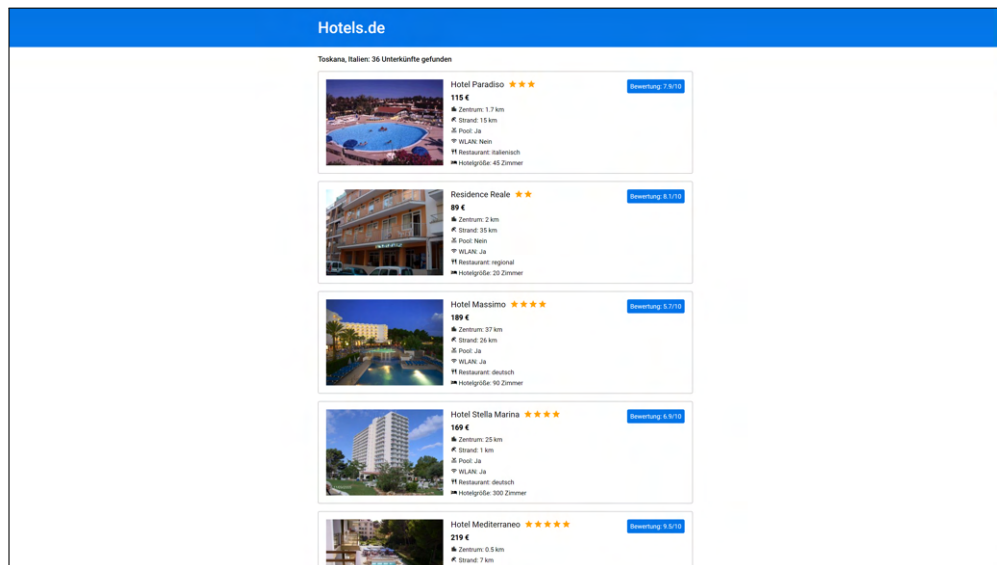 Hotels.de
Toskana, Italien: 36 Unterkünfte gefunden
Hotel Paradiso
Bewertung: 7.9/10
115 €
Zentrum: 1.7 km
Strand: 15 km
Pool: Ja
WLAN: Nein
Restaurant: italienisch
Hotelgröße: 45 Zimmer
Residence Reale
Bewertung: 8.1/10
89 €
Zentrum: 2 km
Strand: 35 km
Pool: Nein
WLAN: Ja
Restaurant: regional
Hotelgröße: 20 Zimmer
Hotel Massimo
Bewertung: 5.7/10
189 €
Zentrum: 37 km
Strand: 26 km
Pool: Ja
WLAN: Ja
Restaurant: deutsch
Hotelgröße: 90 Zimmer
Hotel Stella Marina
Bewertung: 6.9/10
169 €
Zentrum: 25 km
Strand: 1 km
Pool: Ja
WLAN: Ja
Restaurant: deutsch
Hotelgröße: 300 Zimmer
Hotel Mediterraneo
Bewertung: 9.5/10
219 €
Zentrum: 0.5 km
Strand: 7 km